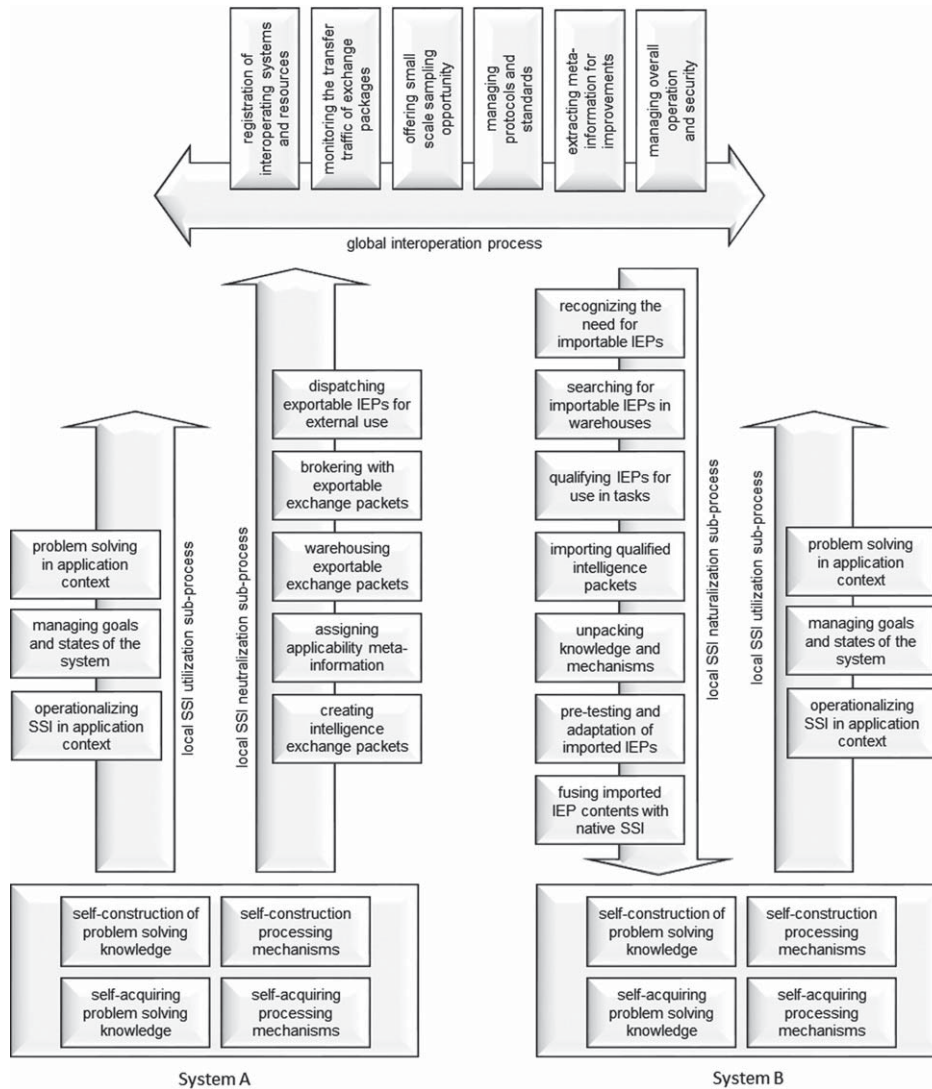 registration of
interoperating systems
and resources
monitoring the transfer
traffic of exchange
packages
offering small
scale sampling
opportunity
managing
protocols and
standards
extracting meta-
information for
improvements
managing overall
operation
and security
global interoperation process
dispatching
exportable IEPs for
external use
brokering with
exportable
exchange packets
warehousing
exportable
exchange packets
assigning
applicability meta-
information
creating
intelligence
exchange packets
local SSI neutralization sub-process
problem solving
in application
context
managing goals
and states of the
system
operationalizing
SSI in application
context
local SSI utilization sub-process
recognizing the
need for
importable IEPs
searching for
importable IEPs in
warehouses
qualifying IEPs for
use in tasks
importing qualified
intelligence
packets
unpacking
knowledge and
mechanisms
pre-testing and
adaptation of
imported IEPs
fusing imported
IEP contents with
native SSI
local SSI naturalization sub-process
local SSI utilization sub-process
problem solving
in application
context
managing goals
and states of the
system
operationalizing
SSI in application
context
self-construction of
problem solving
knowledge
self-construction
processing
mechanisms
self-acquiring
problem solving
knowledge
self-acquiring
processing
mechanisms
System A
self-construction of
problem solving
knowledge
self-construction
processing
mechanisms
self-acquiring
problem solving
knowledge
self-acquiring
processing
mechanisms
System B